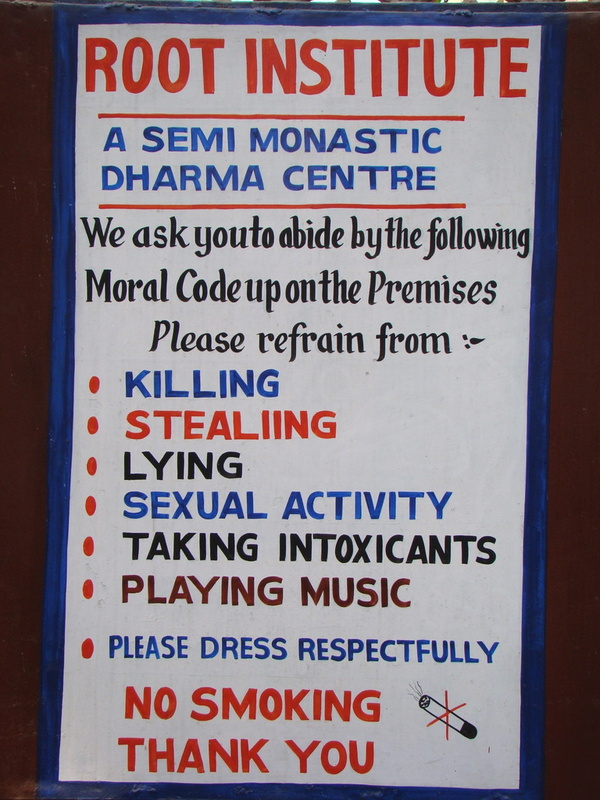 ROOT INSTITUTE
A SEMI MONASTIC
DHARMA CENTRE
We ask you to abide by the following
Moral Code up on the Premises
Please refrain from :-
• KILLING
• STEALIING
• LYING
• SEXUAL ACTIVITY
• TAKING INTOXICANTS
• PLAYING MUSIC
• PLEASE DRESS RESPECTFULLY
NO SMOKING
THANK YOU